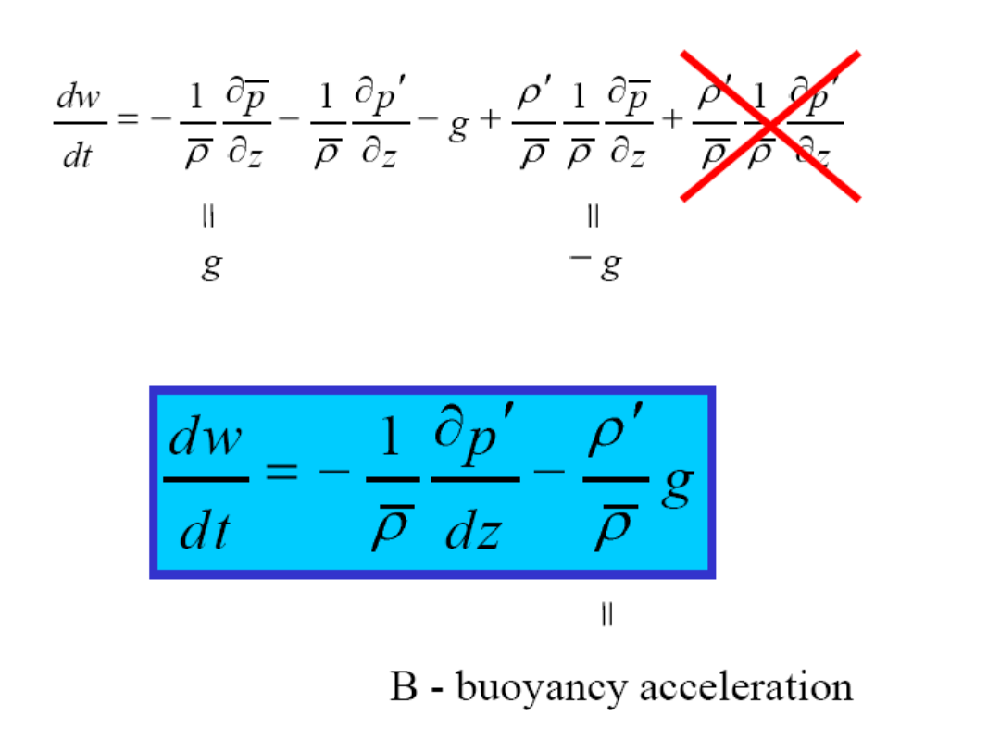 dw/dt = − 1/ρ̅ ∂p̅/∂z − 1/ρ̅ ∂p′/∂z − g + ρ′/ρ̅ 1/ρ̅ ∂p̅/∂z + ρ′/ρ̅ 1/ρ̅ ∂p′/∂z
= =
g − g
dw/dt = − 1/ρ̅ ∂p′/dz − ρ′/ρ̅ g
=
B - buoyancy acceleration